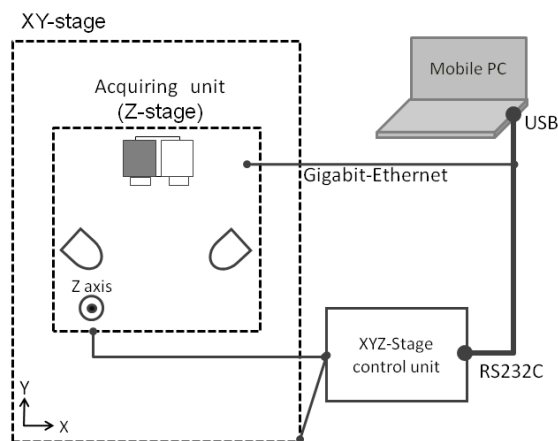 XY-stage
Acquiring unit
(Z-stage)
Mobile PC
USB
Gigabit-Ethernet
Z axis
XYZ-Stage
control unit
RS232C
Y
X